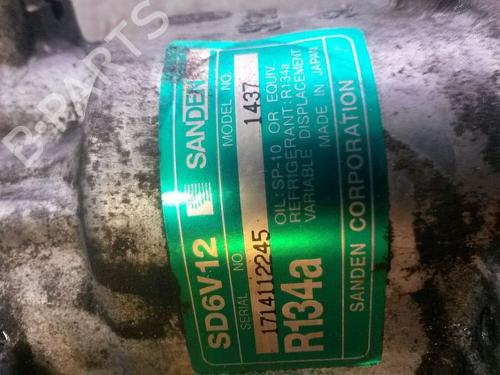 SD6V12 SANDEN
SERIAL NO. MODEL NO.
1714112245 1437
R134a
OIL:SP-10 OR EQUIV.
REFRIGERANT:R134a
VARIABLE DISPLACEMENT
MADE IN JAPAN
SANDEN CORPORATION
B-PARTS